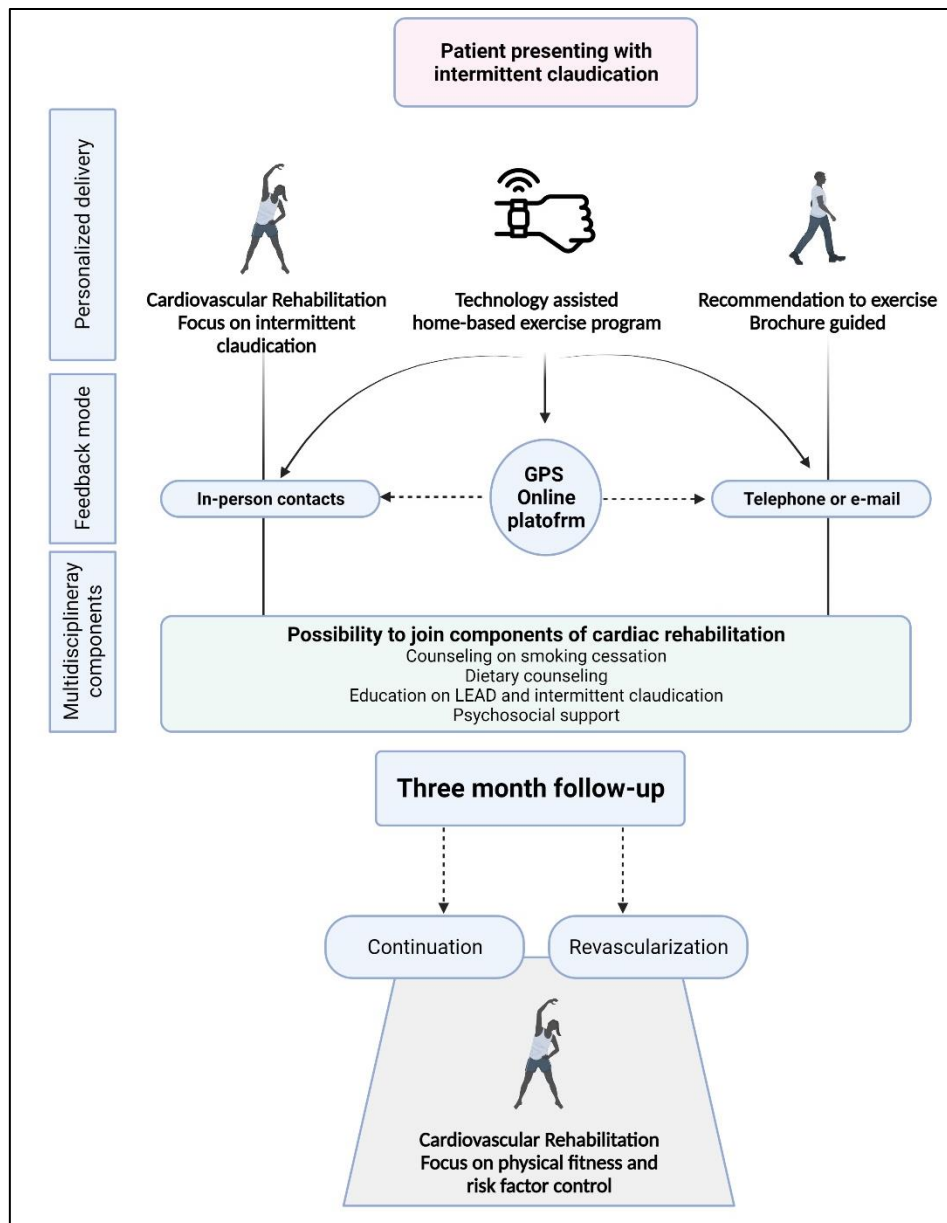 Patient presenting with
intermittent claudication
Personalized delivery
Cardiovascular Rehabilitation
Focus on intermittent
claudication
Technology assisted
home-based exercise program
Recommendation to exercise
Brochure guided
Feedback mode
In-person contacts
GPS
Online
platofrm
Telephone or e-mail
Multidisciplineray
components
Possibility to join components of cardiac rehabilitation
Counseling on smoking cessation
Dietary counseling
Education on LEAD and intermittent claudication
Psychosocial support
Three month follow-up
Continuation
Revascularization
Cardiovascular Rehabilitation
Focus on physical fitness and
risk factor control